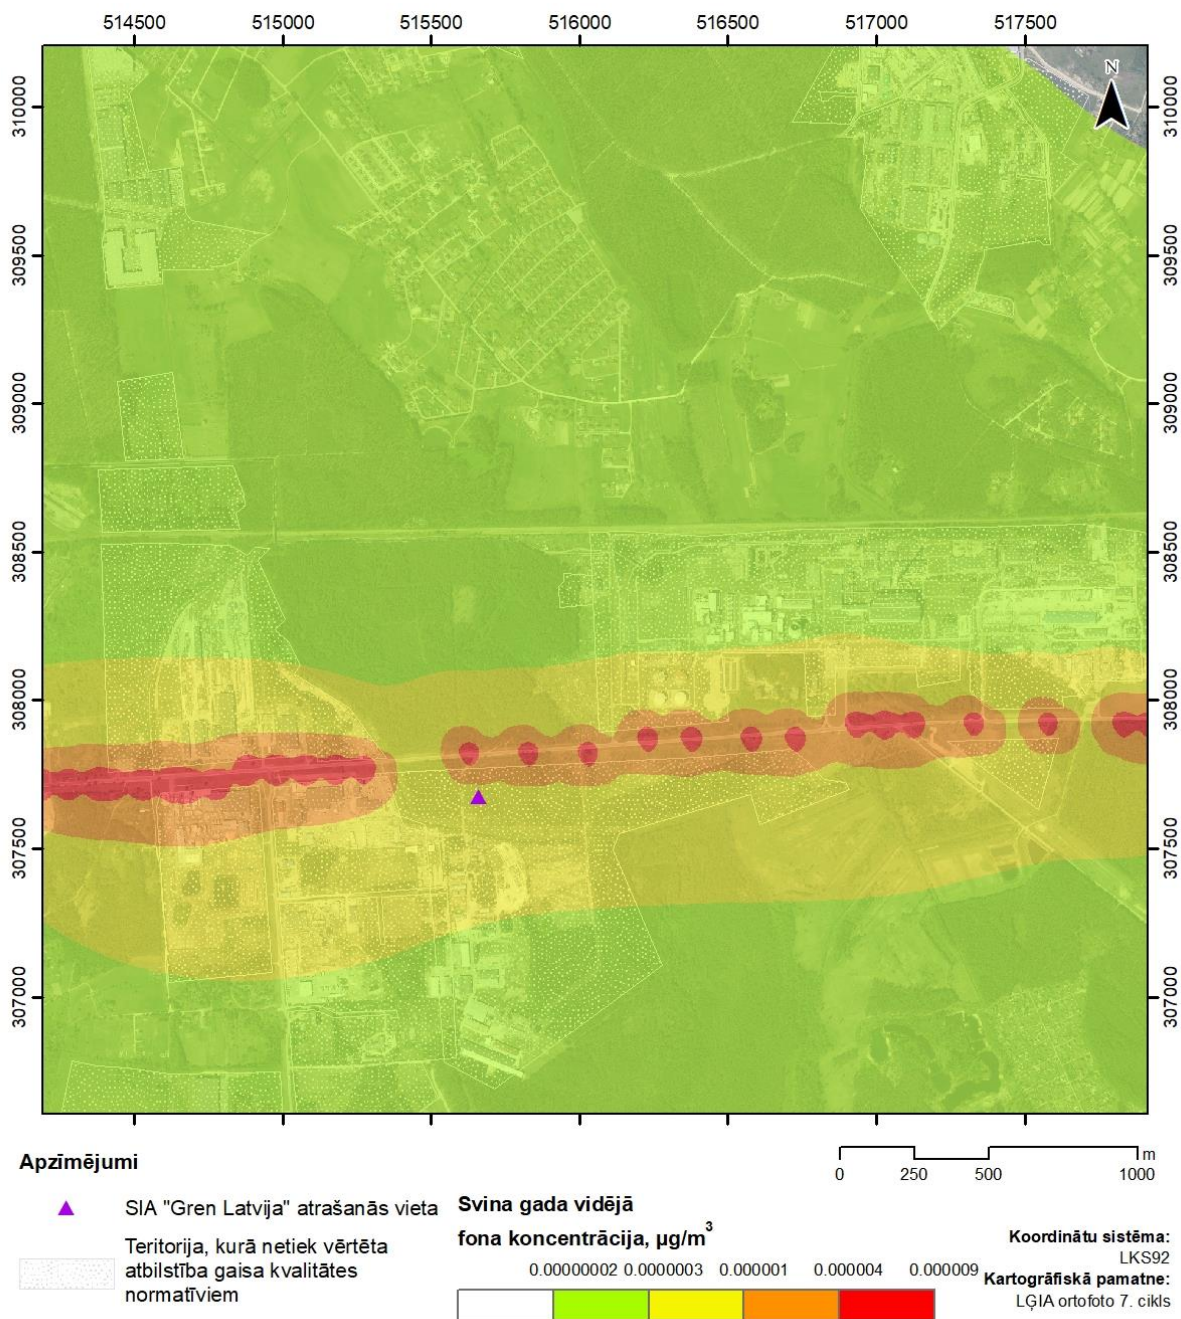 514500 515000 515500 516000 516500 517000 517500
310000 310000
N
309500 309500
309000 309000
308500 308500
308000 308000
307500 307500
307000 307000
Apzīmējumi
SIA "Gren Latvija" atrašanās vieta
Teritorija, kurā netiek vērtēta
atbilstība gaisa kvalitātes
normatīviem
Svina gada vidējā
fona koncentrācija, µg/m³
0.00000002 0.0000003 0.000001 0.000004 0.000009
m
0 250 500 1000
Koordinātu sistēma:
LKS92
Kartogrāfiskā pamatne:
LĢIA ortofoto 7. cikls